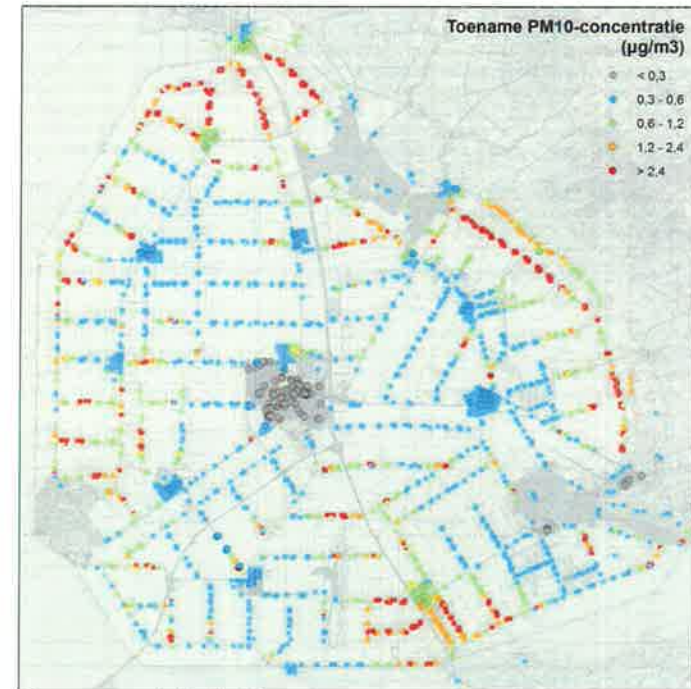 Toename PM10-concentratie
(µg/m3)
< 0,3
0,3 - 0,6
0,6 - 1,2
1,2 - 2,4
> 2,4